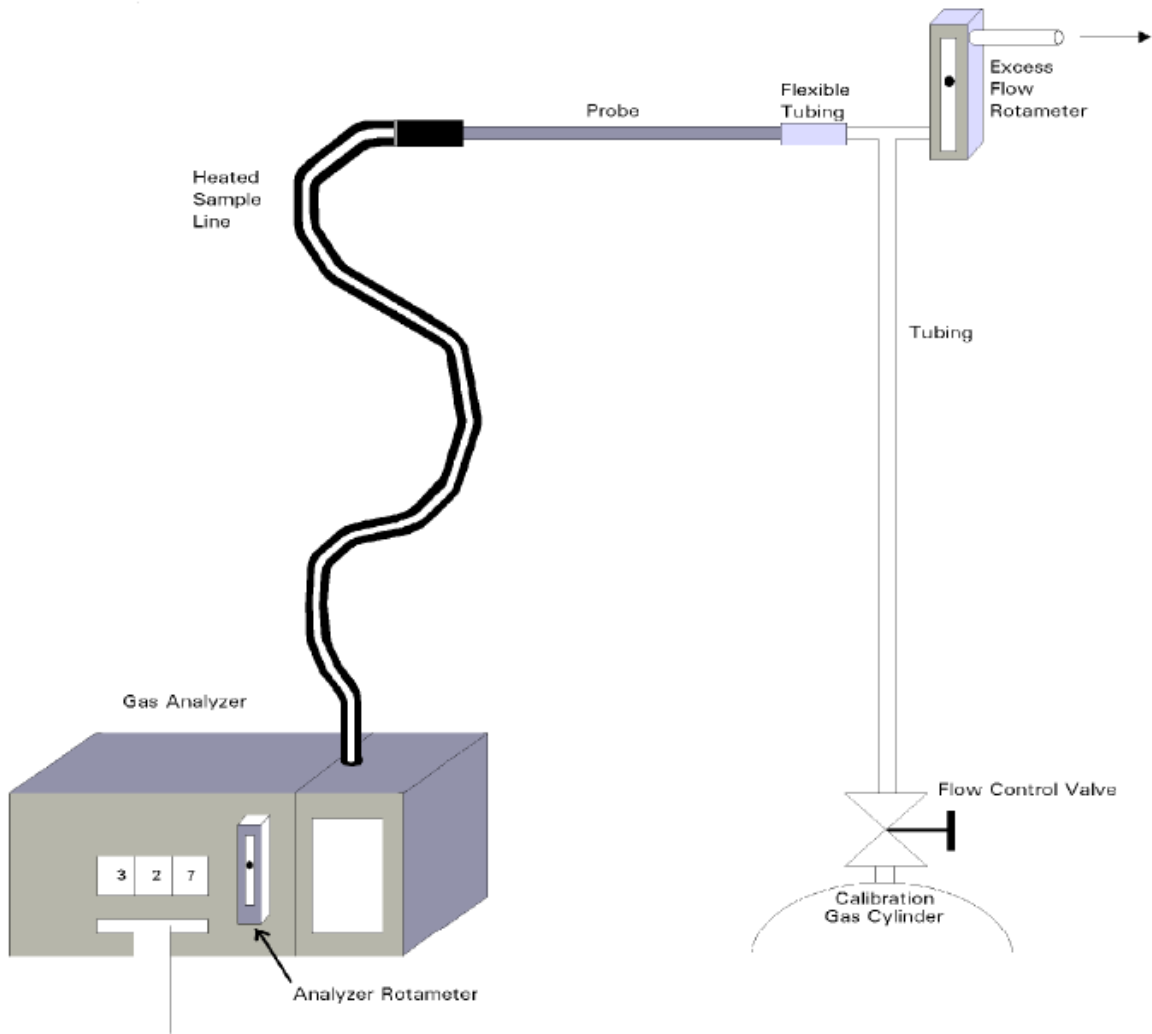 Excess
Flow
Rotameter
Flexible
Tubing
Probe
Heated
Sample
Line
Tubing
Gas Analyzer
Flow Control Valve
3 2 7
Calibration
Gas Cylinder
Analyzer Rotameter